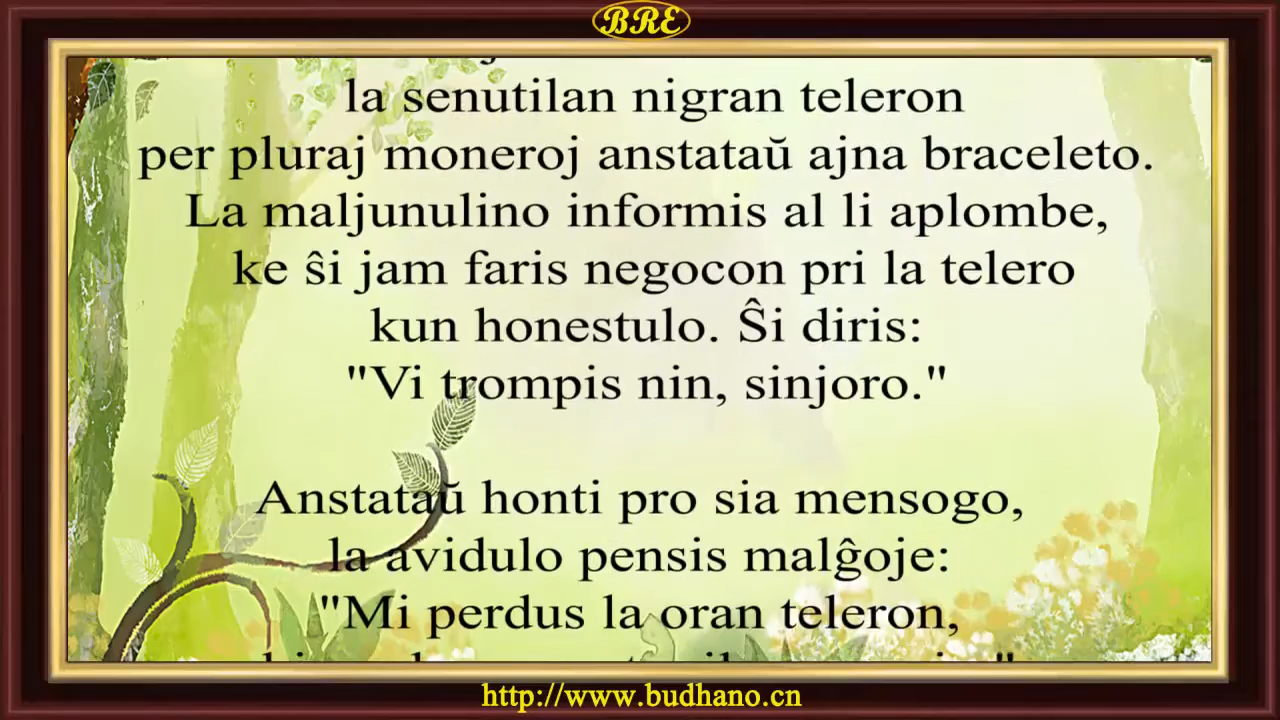 BRE
la senutilan nigran teleron
per pluraj moneroj anstataŭ ajna braceleto.
La maljunulino informis al li aplombe,
ke ŝi jam faris negocon pri la telero
kun honestulo. Ŝi diris:
"Vi trompis nin, sinjoro."
Anstataŭ honti pro sia mensogo,
la avidulo pensis malĝoje:
"Mi perdus la oran teleron,
http://www.budhano.cn